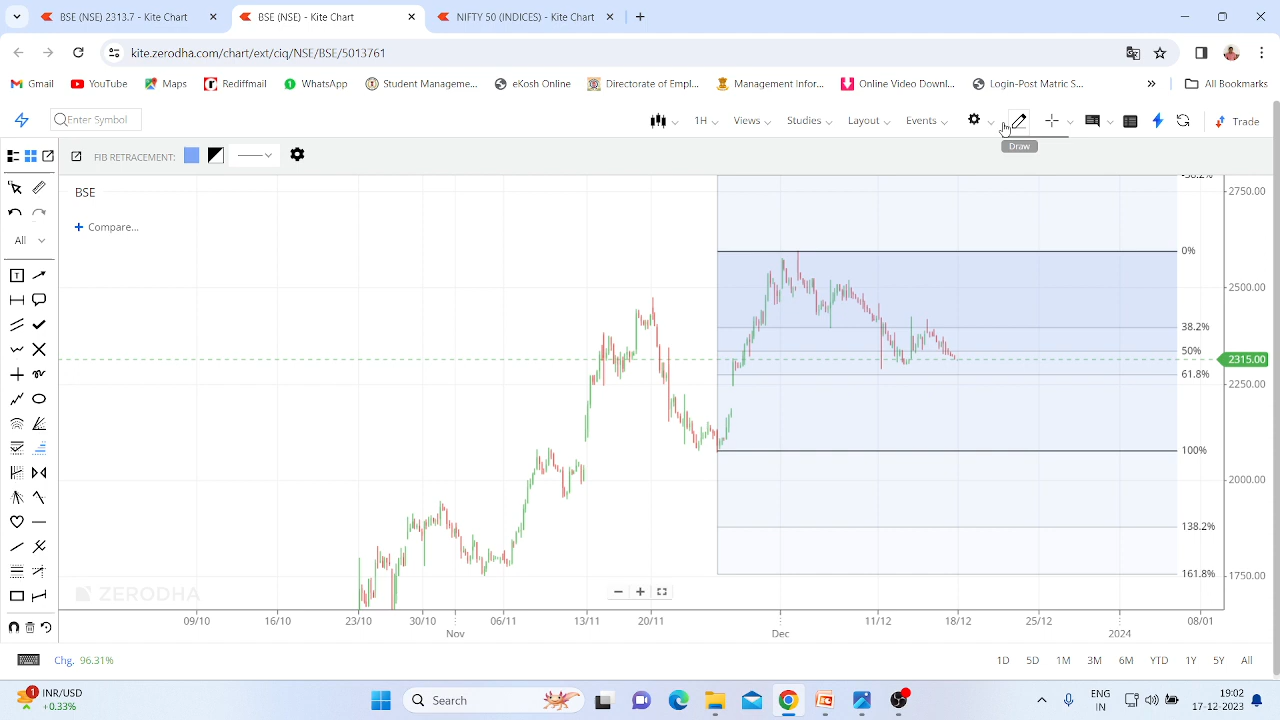 BSE (NSE) 2313.7 - Kite Chart
BSE (NSE) - Kite Chart
NIFTY 50 (INDICES) - Kite Chart
kite.zerodha.com/chart/ext/ciq/NSE/BSE/5013761
Gmail YouTube Maps Rediffmail WhatsApp Student Manageme... eKosh Online Directorate of Empl... Management Infor... Online Video Downl... Login-Post Matric S... All Bookmarks
Enter Symbol 1H Views Studies Layout Events Trade
Draw
FIB RETRACEMENT:
BSE
Compare...
All
T
2750.00
0%
2500.00
38.2%
50%
2315.00
61.8%
2250.00
100%
2000.00
138.2%
161.8%
1750.00
ZERODHA
09/10 16/10 23/10 30/10 06/11 13/11 20/11 11/12 18/12 25/12 08/01
Nov Dec 2024
Chg. 96.31%
1D 5D 1M 3M 6M YTD 1Y 5Y All
1
INR/USD
+0.33%
Search
ENG
IN
19:02
17-12-2023